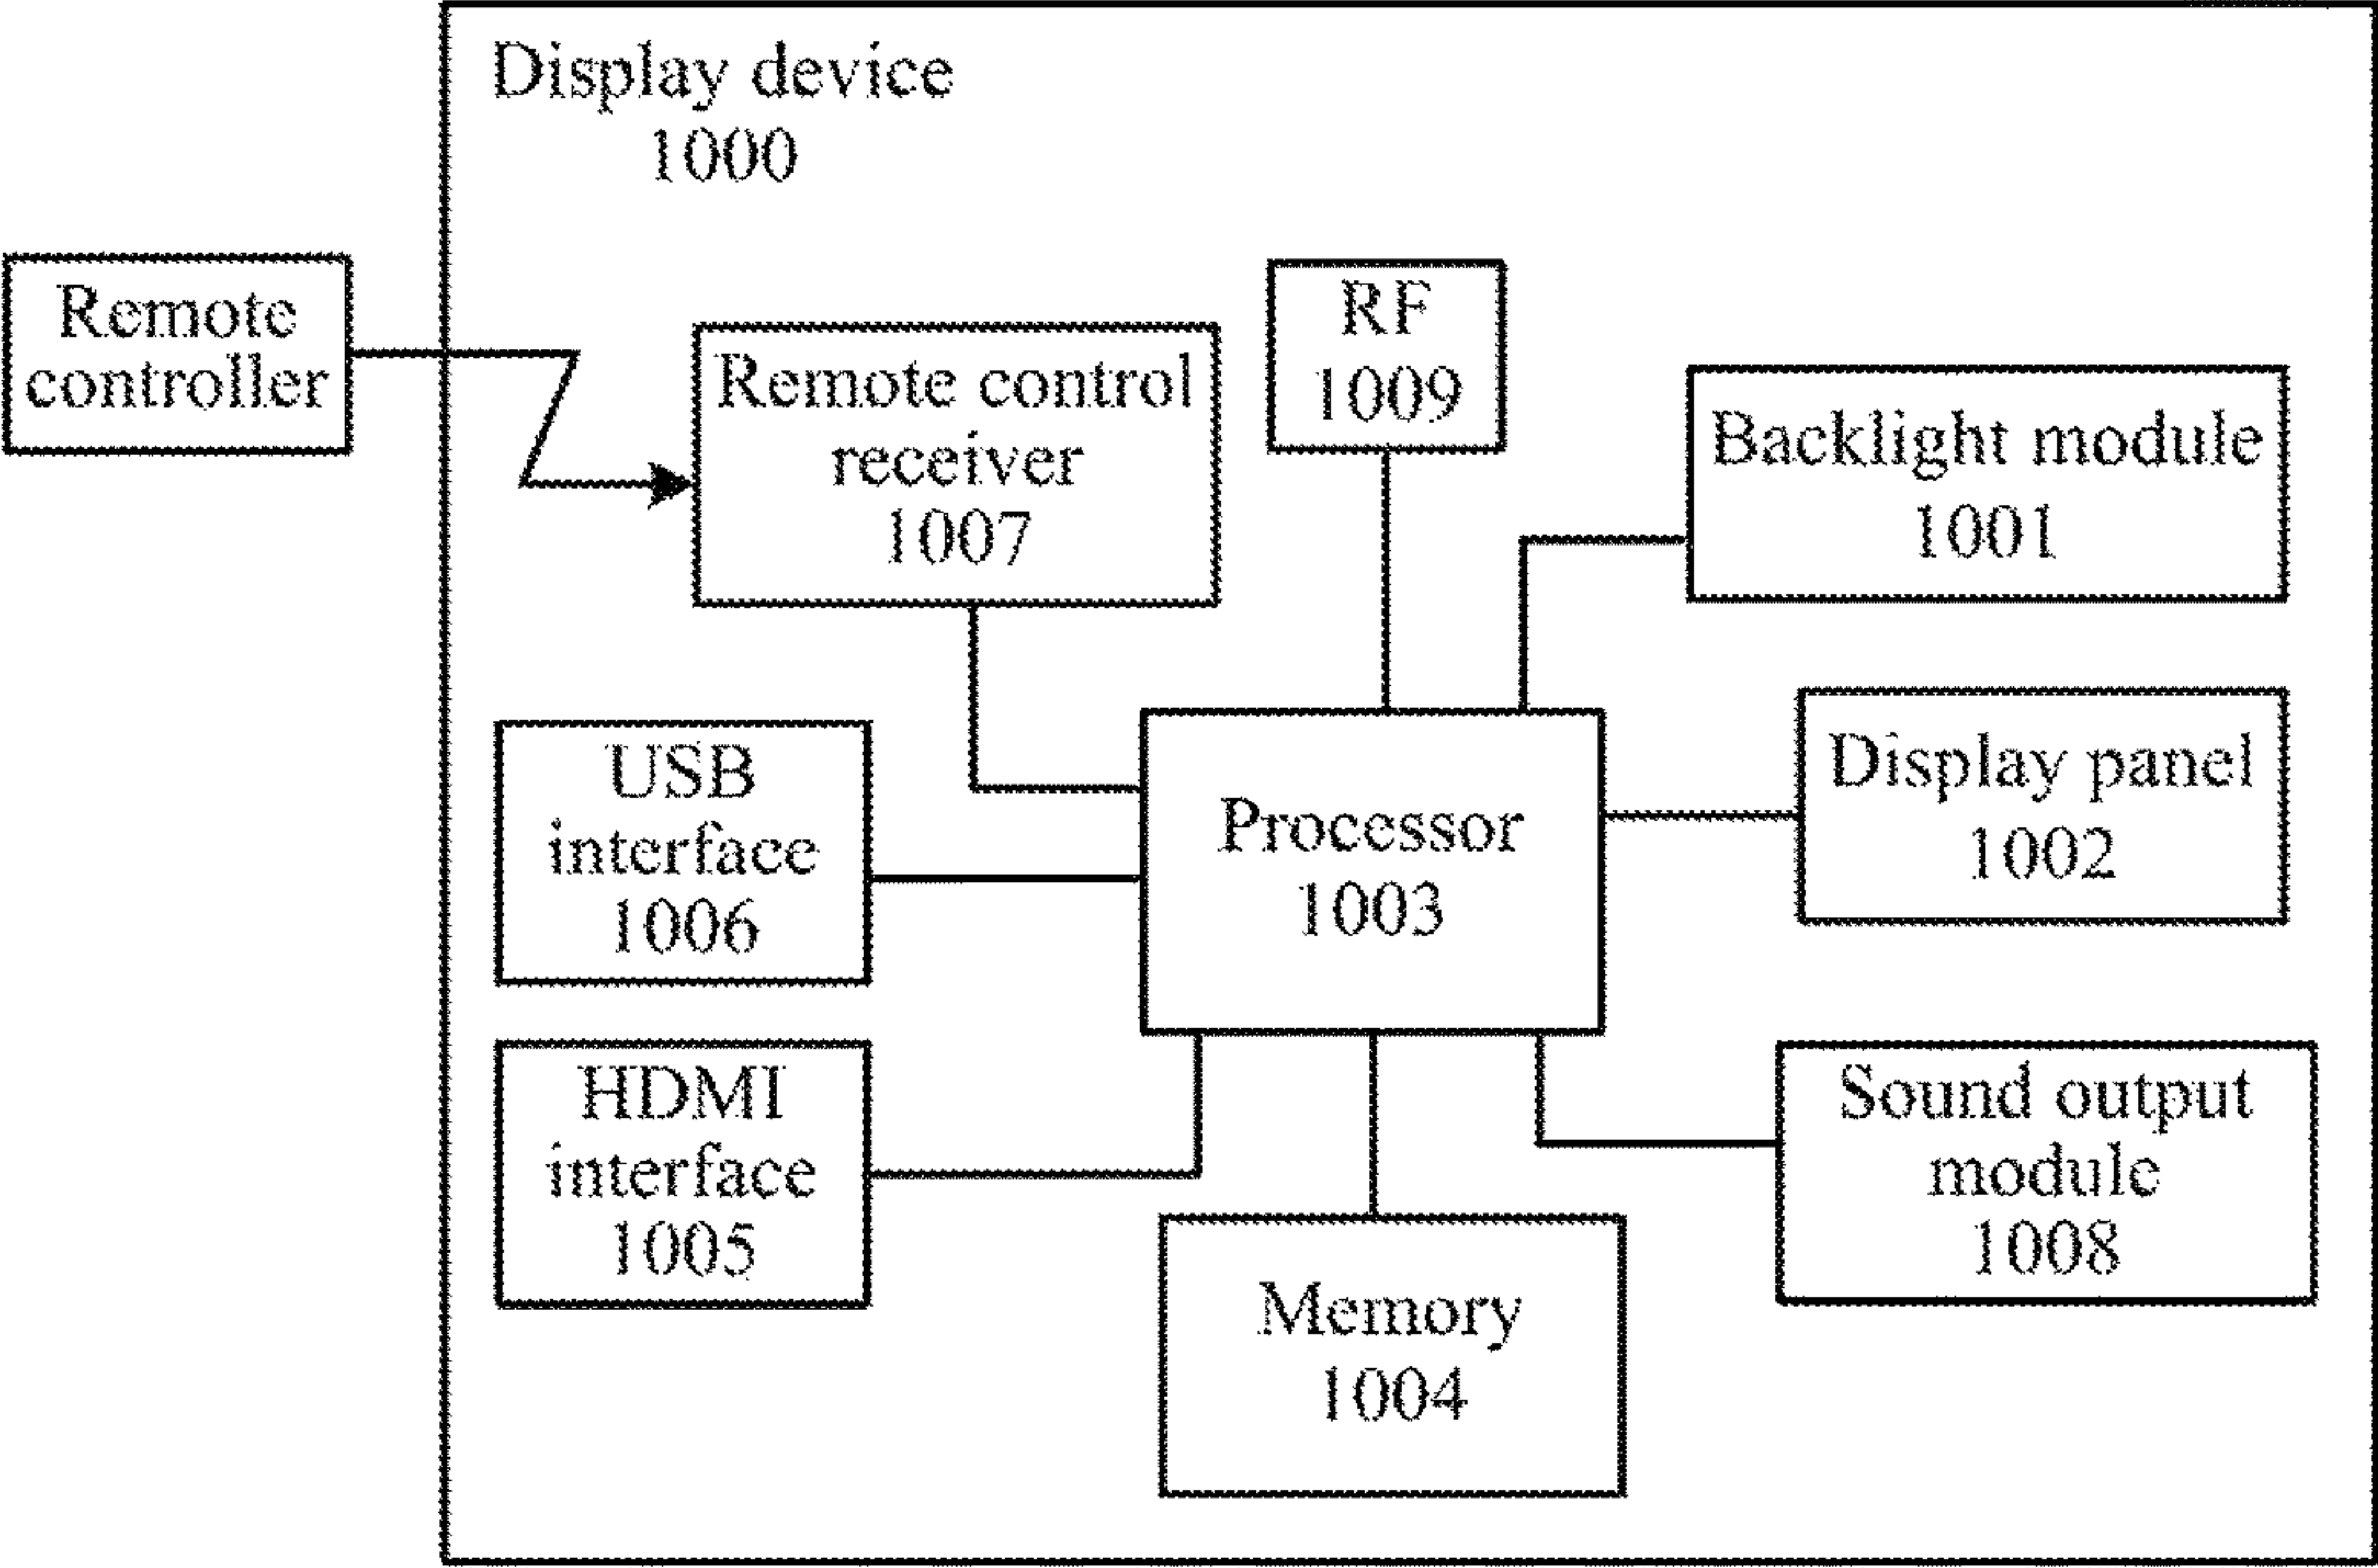 Display device
1000
Remote
controller
Remote control
receiver
1007
RF
1009
Backlight module
1001
USB
interface
1006
Processor
1003
Display panel
1002
HDMI
interface
1005
Memory
1004
Sound output
module
1008